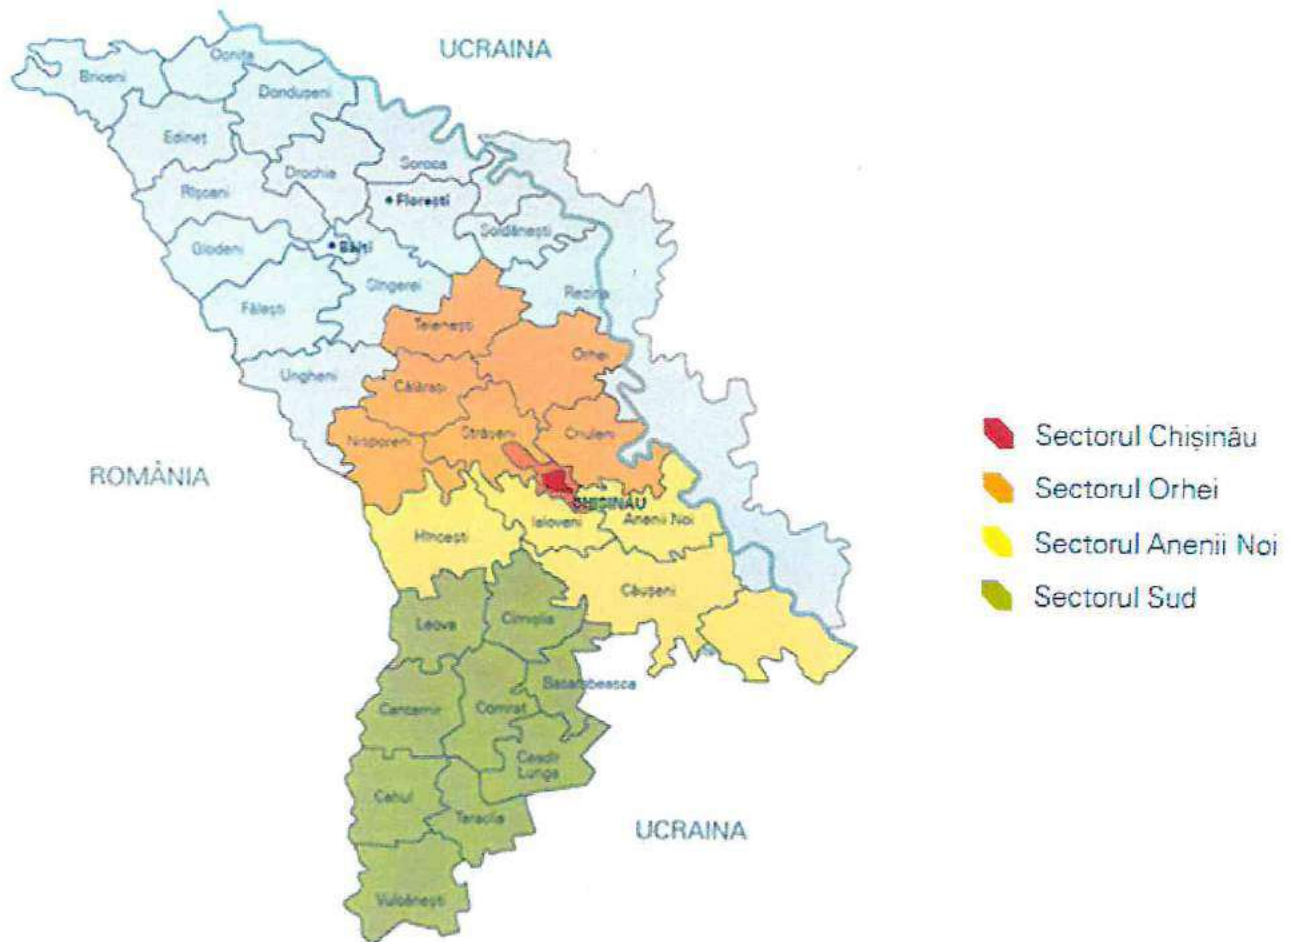 UCRAINA
Ocnița
Briceni
Dondușeni
Edineț
Soroca
Drochia
Rîșcani
Florești
Șoldănești
Glodeni
Bălți
Sîngerei
Rezina
Fălești
Telenești
Orhei
Ungheni
Călărași
Nisporeni
Strășeni
Criuleni
Sectorul Chișinău
ROMÂNIA
Sectorul Orhei
CHIȘINĂU
Ialoveni
Anenii Noi
Hîncești
Sectorul Anenii Noi
Căușeni
Sectorul Sud
Leova
Cimișlia
Basarabeasca
Cantemir
Comrat
Ceadîr
Lunga
Cahul
Taraclia
UCRAINA
Vulcănești